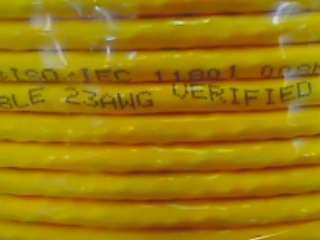 ISO/IEC 11801
BLE 23AWG VERIFIED